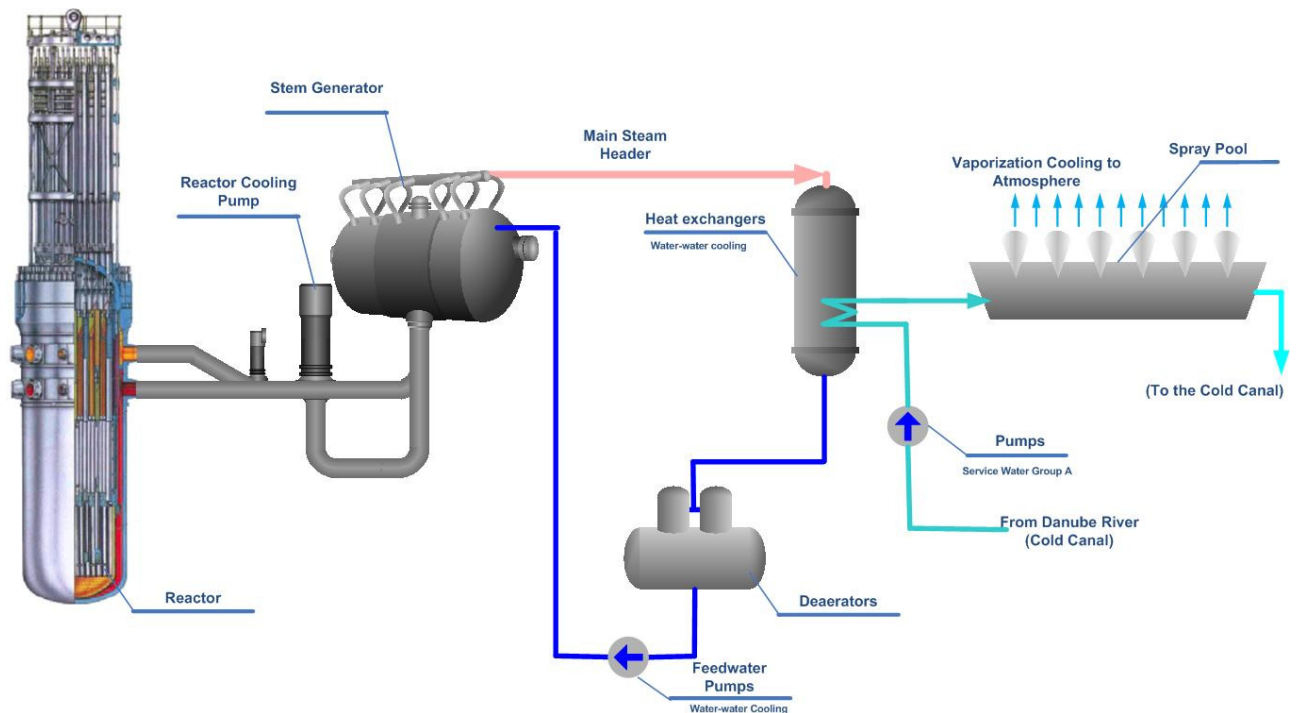 Stem Generator
Main Steam
Header
Reactor Cooling
Pump
Vaporization Cooling to
Atmosphere
Spray Pool
Heat exchangers
Water-water cooling
(To the Cold Canal)
Pumps
Service Water Group A
From Danube River
(Cold Canal)
Reactor
Deaerators
Feedwater
Pumps
Water-water Cooling